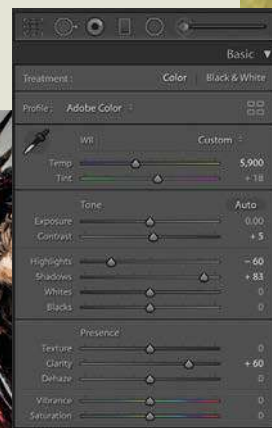 Basic
Treatment : Color Black & White
Profile : Adobe Color
WB Custom
Temp 5,900
Tint + 18
Tone Auto
Exposure 0.00
Contrast + 5
Highlights − 60
Shadows + 83
Whites 0
Blacks 0
Presence
Texture 0
Clarity + 60
Dehaze 0
Vibrance 0
Saturation 0